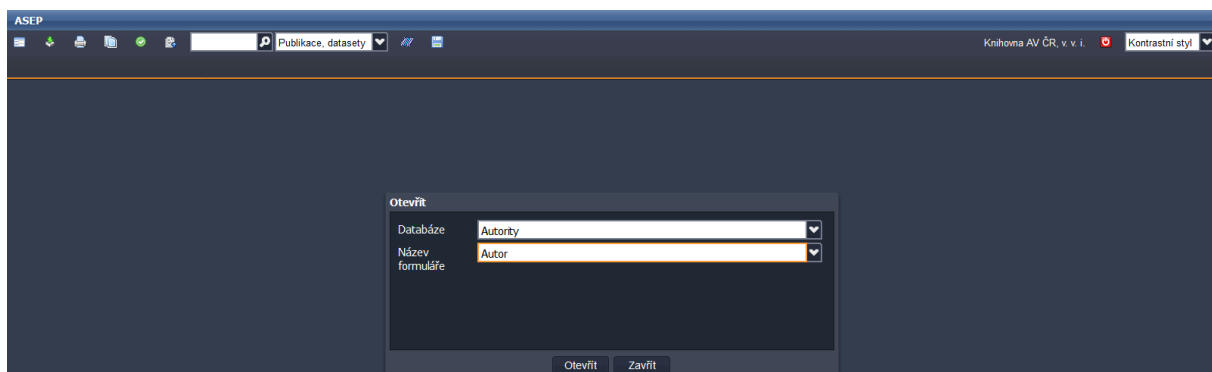 ASEP
Publikace, datasety
Knihovna AV ČR, v. v. i.
Kontrastní styl
Otevřít
Databáze
Autority
Název
formuláře
Autor
Otevřít
Zavřít